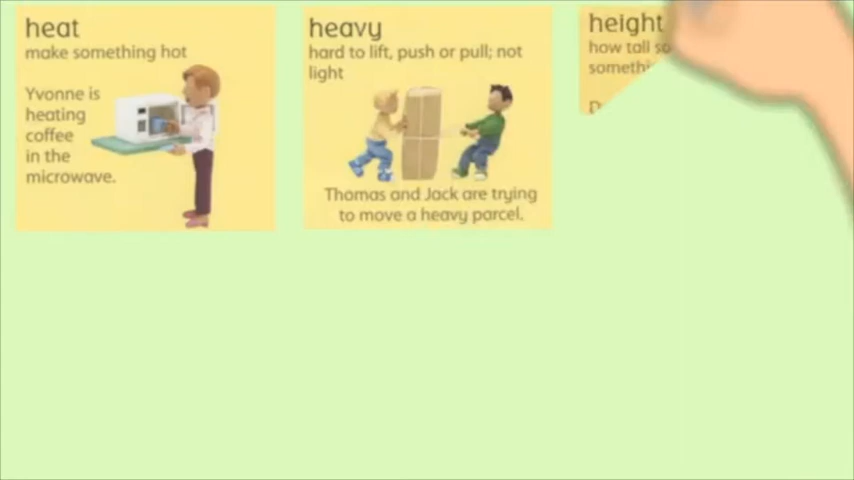 heat
make something hot
Yvonne is
heating
coffee
in the
microwave.
heavy
hard to lift, push or pull; not
light
Thomas and Jack are trying
to move a heavy parcel.
height
how tall